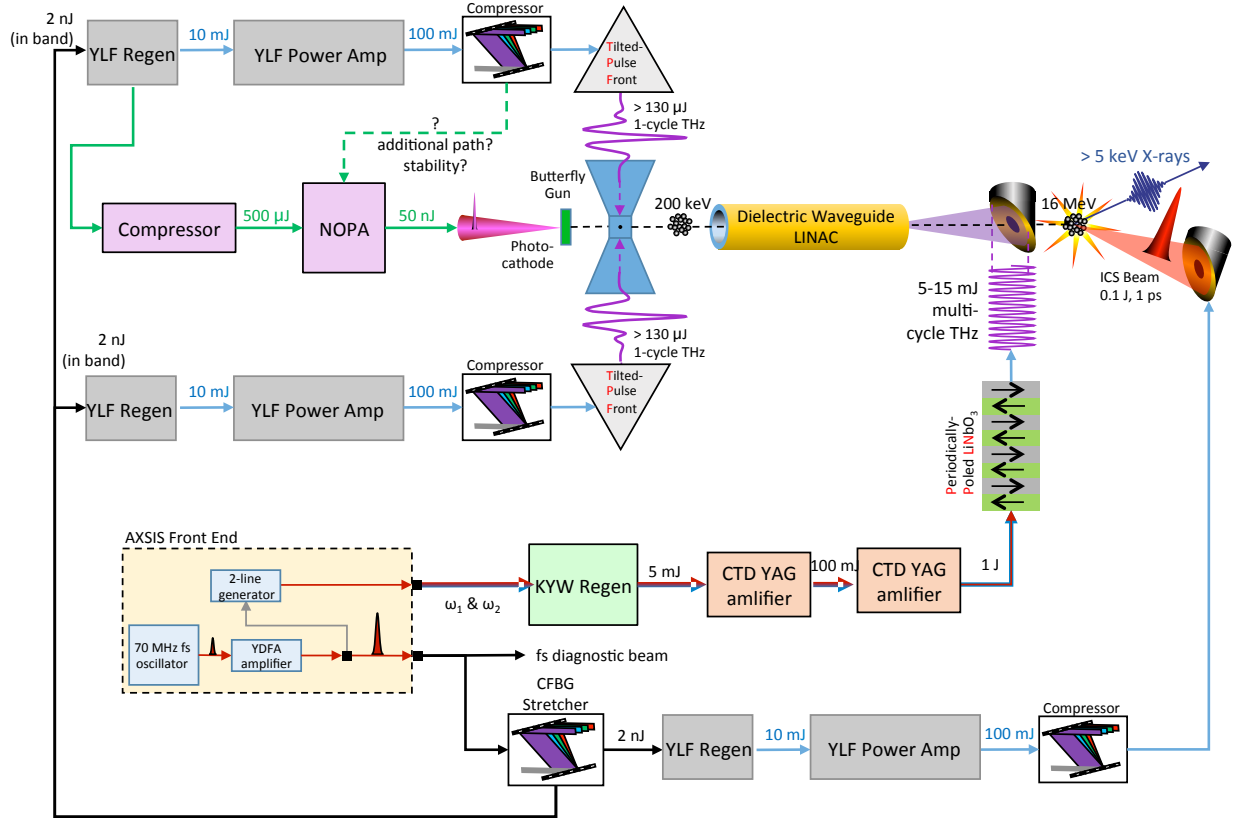 2 nJ
(in band)
YLF Regen
10 mJ
YLF Power Amp
100 mJ
Compressor
Tilted-
Pulse
Front
> 130 µJ
1-cycle THz
?
additional path?
stability?
Compressor
500 µJ
NOPA
50 nJ
Photo-
cathode
Butterfly
Gun
200 keV
Dielectric Waveguide
LINAC
16 MeV
> 5 keV X-rays
ICS Beam
0.1 J, 1 ps
5-15 mJ
multi-
cycle THz
> 130 µJ
1-cycle THz
2 nJ
(in band)
YLF Regen
10 mJ
YLF Power Amp
100 mJ
Compressor
Tilted-
Pulse
Front
Periodically-
Poled LiNbO3
AXSIS Front End
2-line
generator
70 MHz fs
oscillator
YDFA
amplifier
ω1 & ω2
KYW Regen
5 mJ
CTD YAG
amlifier
100 mJ
CTD YAG
amlifier
1 J
fs diagnostic beam
CFBG
Stretcher
2 nJ
YLF Regen
10 mJ
YLF Power Amp
100 mJ
Compressor